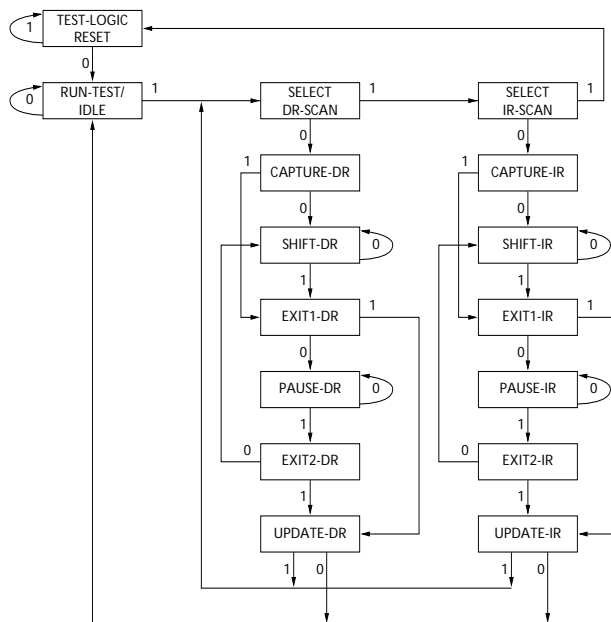 TEST-LOGIC
RESET
1
0
RUN-TEST/
IDLE
0
1
SELECT
DR-SCAN
1
SELECT
IR-SCAN
1
0
0
CAPTURE-DR
1
CAPTURE-IR
1
0
0
SHIFT-DR
0
SHIFT-IR
0
1
1
EXIT1-DR
1
EXIT1-IR
1
0
0
PAUSE-DR
0
PAUSE-IR
0
1
1
0
EXIT2-DR
0
EXIT2-IR
1
1
UPDATE-DR
UPDATE-IR
1
0
1
0